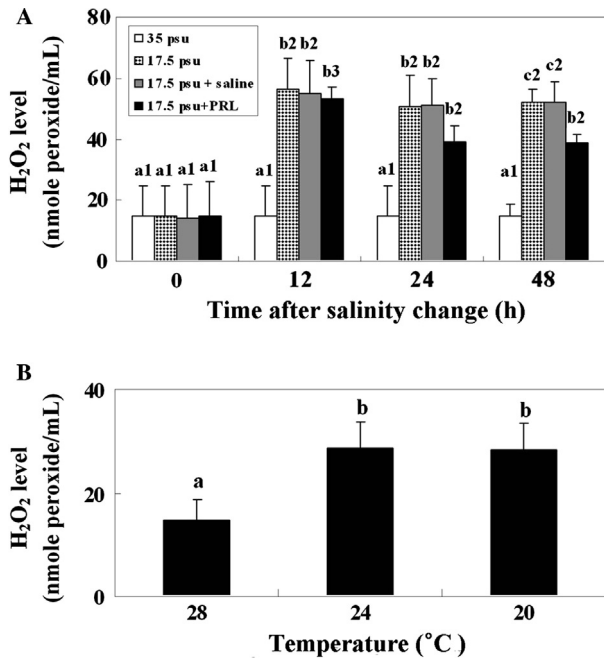 A
80
60
40
20
0
H₂O₂ level
(nmole peroxide/mL)
35 psu
17.5 psu
17.5 psu + saline
17.5 psu+PRL
a1 a1 a1 a1
a1 b2 b2 b3
a1 b2 b2 b2
a1 c2 c2 b2
0 12 24 48
Time after salinity change (h)
B
40
20
0
H₂O₂ level
(nmole peroxide/mL)
a b b
28 24 20
Temperature (°C)